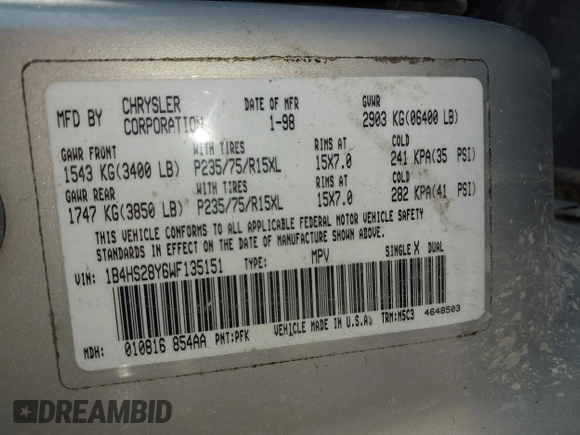 MFD BY CHRYSLER CORPORATION DATE OF MFR 1-98 GVWR 2903 KG(06400 LB)
GAWR FRONT WITH TIRES RIMS AT COLD
1543 KG(3400 LB) P235/75/R15XL 15X7.0 241 KPA(35 PSI)
GAWR REAR WITH TIRES RIMS AT COLD
1747 KG(3850 LB) P235/75/R15XL 15X7.0 282 KPA(41 PSI)
THIS VEHICLE CONFORMS TO ALL APPLICABLE FEDERAL MOTOR VEHICLE SAFETY
STANDARDS IN EFFECT ON THE DATE OF MANUFACTURE SHOWN ABOVE.
VIN: 1B4HS28Y6WF135151 TYPE: MPV SINGLE X DUAL
MDH: 010816 854AA PNT:PFK VEHICLE MADE IN U.S.A. TRM:M5C3 4648503
DREAMBID